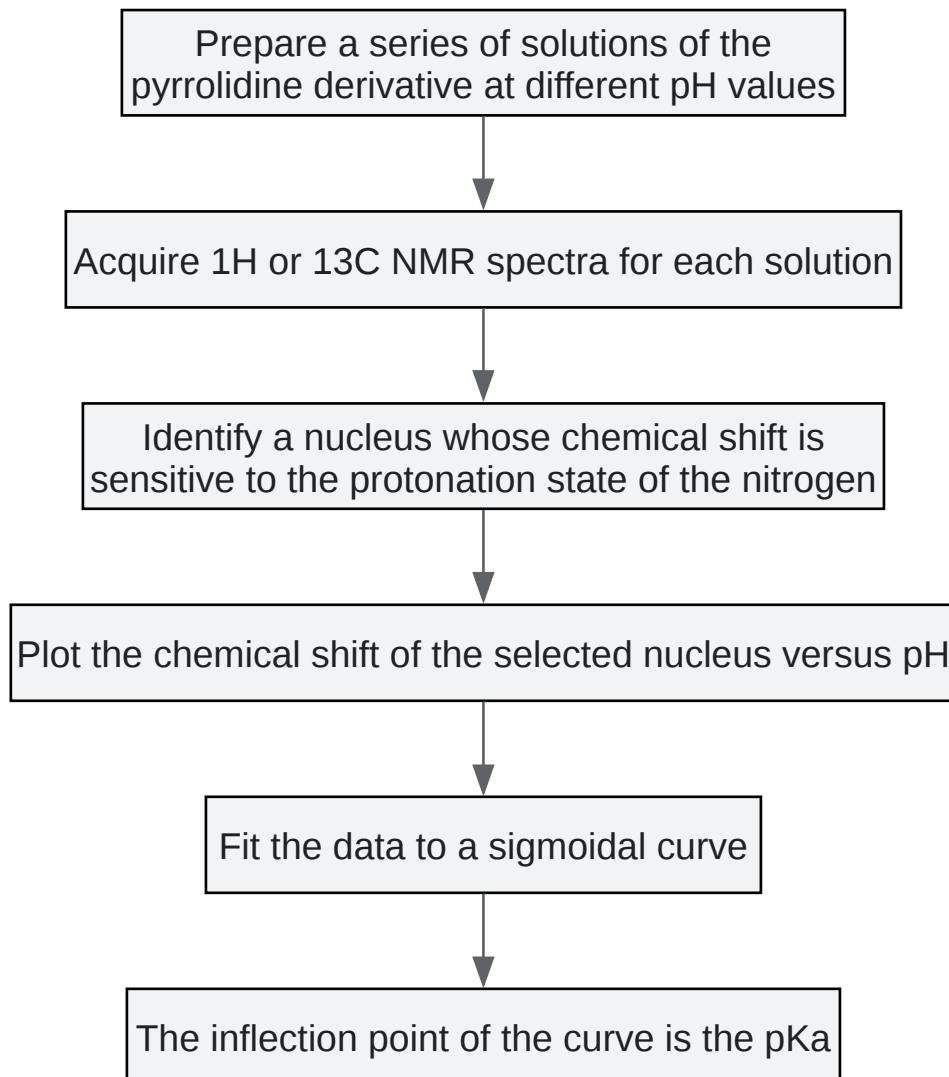 Prepare a series of solutions of the
pyrrolidine derivative at different pH values
Acquire 1H or 13C NMR spectra for each solution
Identify a nucleus whose chemical shift is
sensitive to the protonation state of the nitrogen
Plot the chemical shift of the selected nucleus versus pH
Fit the data to a sigmoidal curve
The inflection point of the curve is the pKa